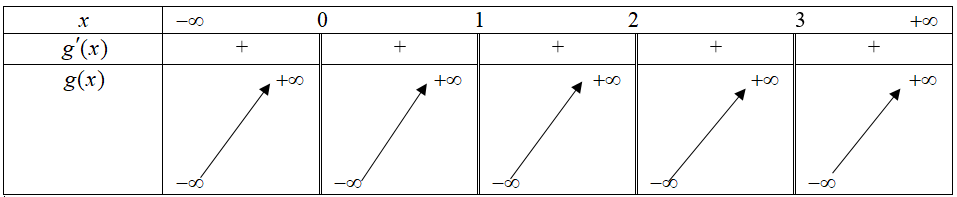 x −∞ 0 1 2 3 +∞
g′(x) + + + + +
g(x) +∞ +∞ +∞ +∞ +∞
−∞ −∞ −∞ −∞ −∞